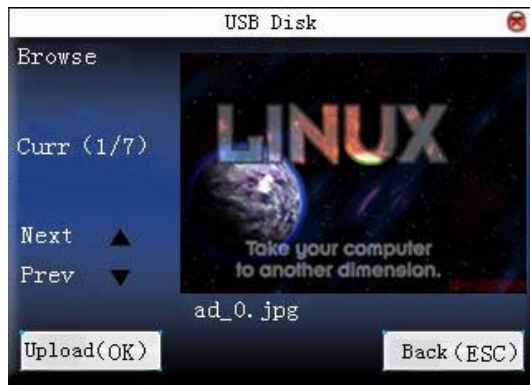 USB Disk
Browse
Curr (1/7)
Next
Prev
LINUX
Take your computer
to another dimension.
ad_0.jpg
Upload(OK)
Back(ESC)